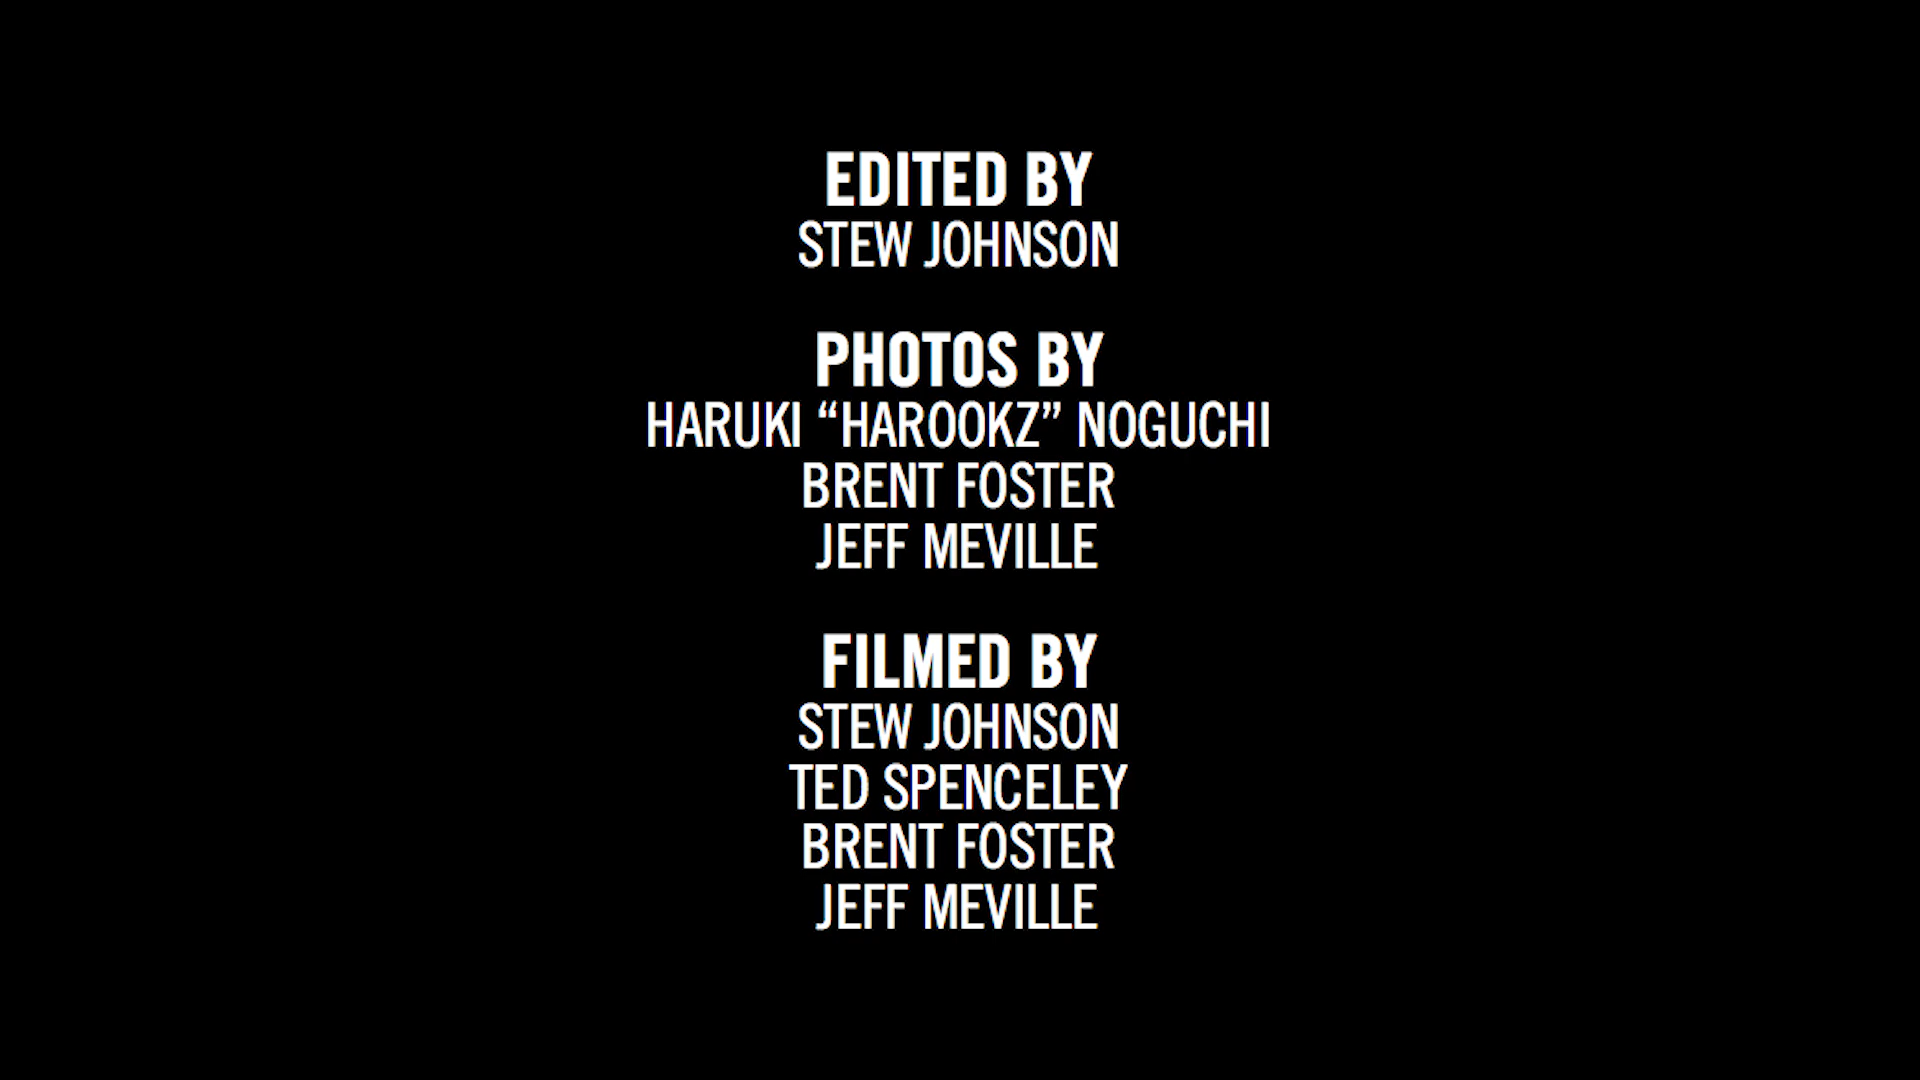 EDITED BY
STEW JOHNSON
PHOTOS BY
HARUKI “HAROOKZ” NOGUCHI
BRENT FOSTER
JEFF MEVILLE
FILMED BY
STEW JOHNSON
TED SPENCELEY
BRENT FOSTER
JEFF MEVILLE